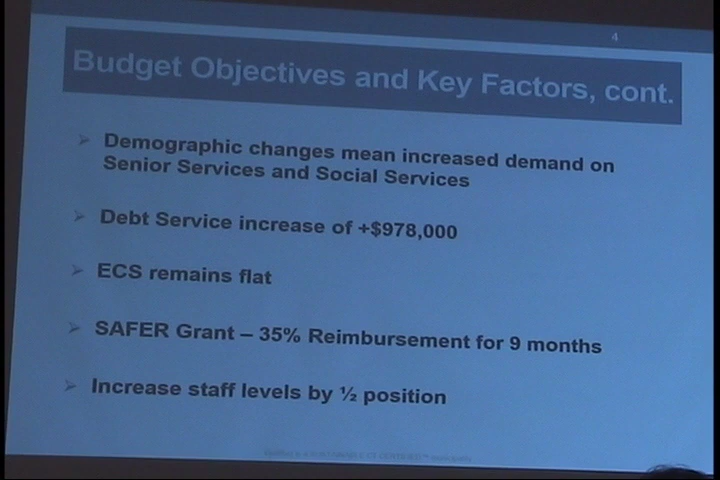 4
Budget Objectives and Key Factors, cont.
Demographic changes mean increased demand on
Senior Services and Social Services
Debt Service increase of +$978,000
ECS remains flat
SAFER Grant – 35% Reimbursement for 9 months
Increase staff levels by ½ position